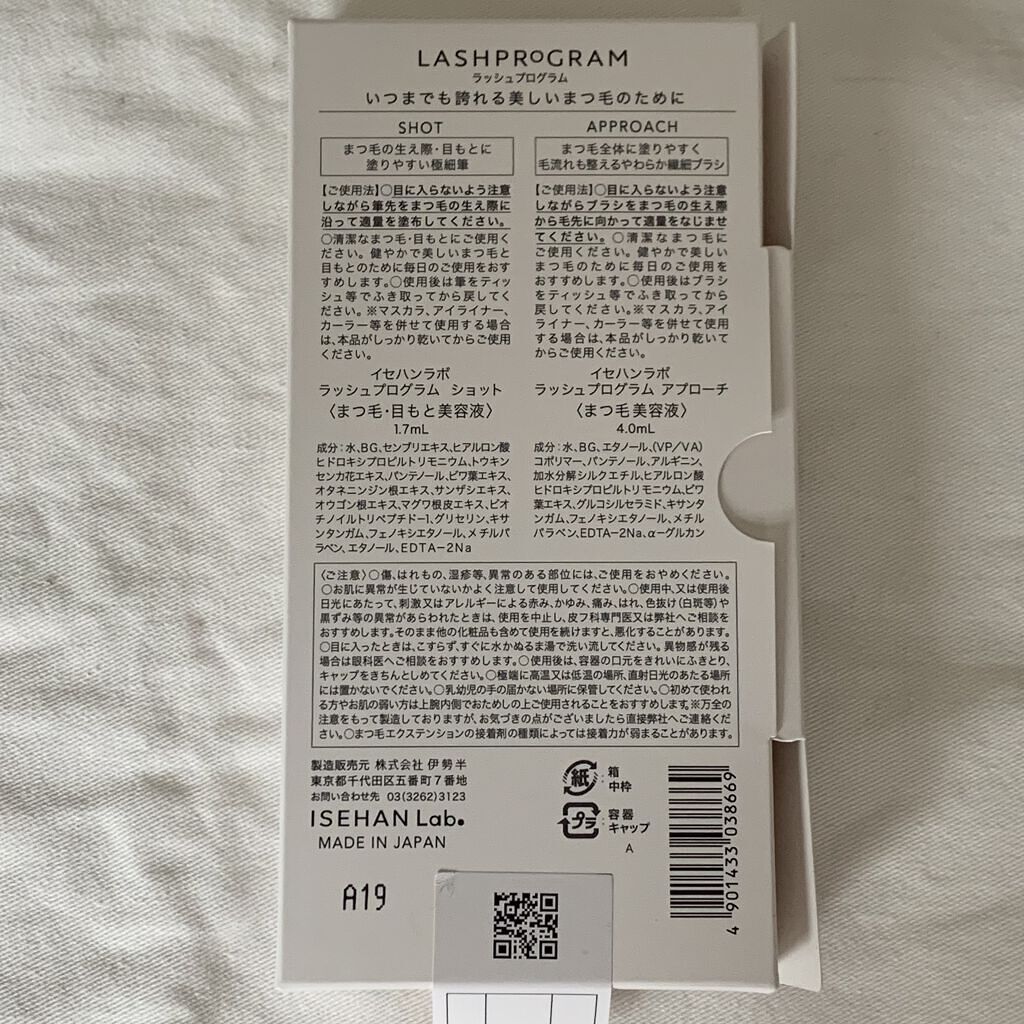 LASHPRoGRAM
ラッシュプログラム
いつまでも誇れる美しいまつ毛のために
SHOT
まつ毛の生え際・目もとに
塗りやすい極細筆
【ご使用法】○目に入らないよう注意
しながら筆先をまつ毛の生え際に
沿って適量を塗布してください。
○清潔なまつ毛・目もとにご使用く
ださい。健やかで美しいまつ毛と
目もとのために毎日のご使用をおす
すめします。○使用後は筆をティッ
シュ等でふき取ってから戻してく
ださい。※マスカラ、アイライナー、
カーラー等を併せて使用する場合
は、本品がしっかり乾いてからご使用
ください。
イセハンラボ
ラッシュプログラム ショット
〈まつ毛・目もと美容液〉
1.7mL
成分：水、BG、センブリエキス、ヒアルロン酸
ヒドロキシプロピルトリモニウム、トウキン
センカ花エキス、パンテノール、ビワ葉エキス、
オタネニンジン根エキス、サンザシエキス、
オウゴン根エキス、マグワ根皮エキス、ビオ
チノイルトリペプチド-1、グリセリン、キサ
ンタンガム、フェノキシエタノール、メチルパ
ラベン、エタノール、EDTA-2Na
APPROACH
まつ毛全体に塗りやすく
毛流れも整えるやわらか繊細ブラシ
【ご使用法】○目に入らないよう注意
しながらブラシをまつ毛の生え際
から毛先に向かって適量をなじませ
てください。○清潔なまつ毛に
ご使用ください。健やかで美しい
まつ毛のために毎日のご使用をおす
すめします。○使用後はブラシ
をティッシュ等でふき取ってから
戻してください。※マスカラ、アイ
ライナー、カーラー等を併せて使用
する場合は、本品がしっかり乾い
てからご使用ください。
イセハンラボ
ラッシュプログラム アプローチ
〈まつ毛美容液〉
4.0mL
成分：水、BG、エタノール、(VP/VA)
コポリマー、パンテノール、アルギニン、
加水分解シルクエチル、ヒアルロン酸
ヒドロキシプロピルトリモニウム、ビワ
葉エキス、グルコシルセラミド、キサンタ
ンガム、フェノキシエタノール、メチル
パラベン、EDTA-2Na、α-グルカン
〈ご注意〉○傷、はれもの、湿疹等、異常のある部位には、ご使用をおやめください。
○お肌に異常が生じていないかよく注意して使用してください。○使用中、又は使用後
日光にあたって、刺激又はアレルギーによる赤み、かゆみ、痛み、はれ、色抜け（白斑等）や
黒ずみ等の異常があらわれたときは、使用を中止し、皮フ科専門医又は弊社へご相談を
おすすめします。そのまま他の化粧品も含めて使用を続けますと、悪化することがあります。
○目に入ったときは、こすらず、すぐに水かぬるま湯で洗い流してください。異物感が残る
場合は眼科医へご相談をおすすめします。○使用後は、容器の口元をきれいにふきとり、
キャップをきちんとしめてください。○極端に高温又は低温の場所、直射日光のあたる場所
には置かないでください。○乳幼児の手の届かない場所に保管してください。○初めて使われ
る方やお肌の弱い方は上腕内側でおためしの上ご使用されることをおすすめします。※万全の
注意をもって製造しておりますが、お気づきの点がございましたら直接弊社へご連絡くだ
さい。○まつ毛エクステンションの接着剤の種類によっては接着力が弱まることがあります。
製造販売元 株式会社 伊勢半
東京都千代田区五番町7番地
お問い合わせ先 03(3262)3123
ISEHAN Lab.
MADE IN JAPAN
紙：箱
中枠
プラ：容器
キャップ
A
4 901433 038669
A19